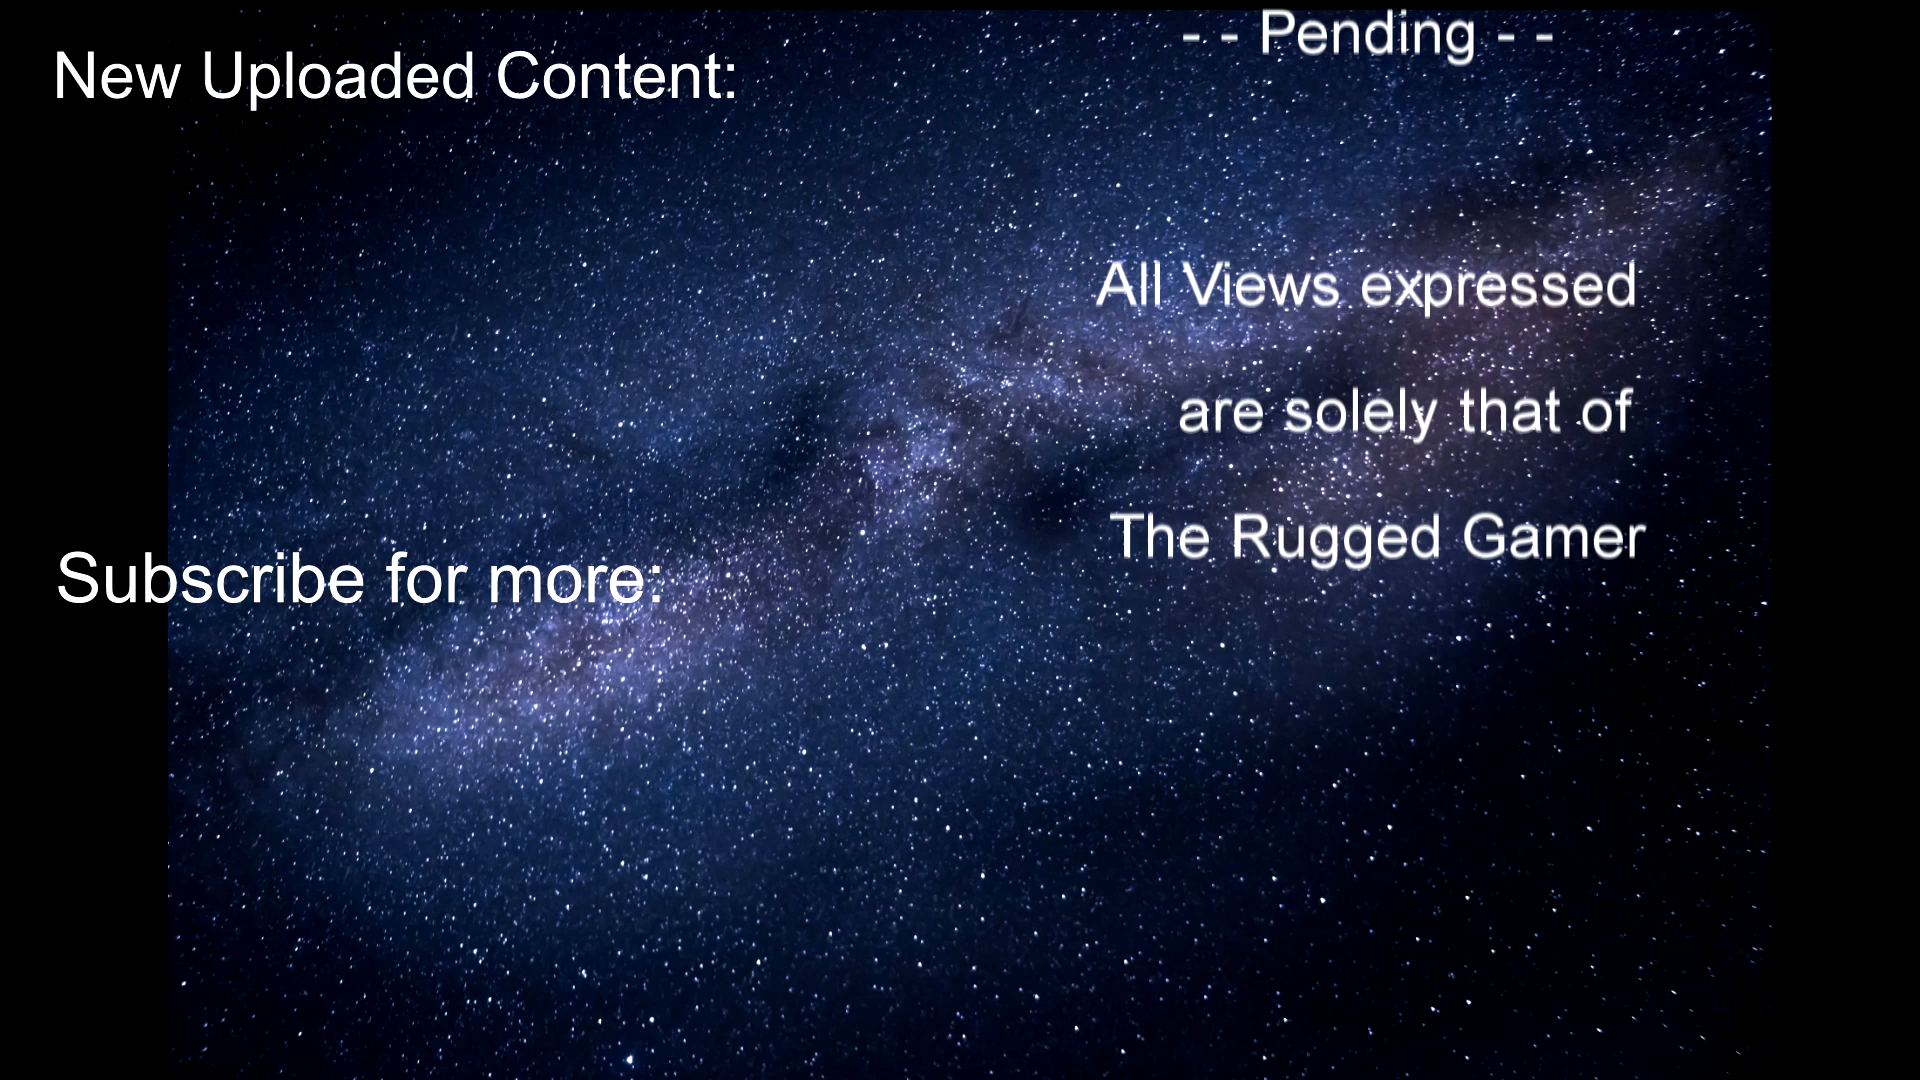 New Uploaded Content:
Subscribe for more:
- - Pending - -
All Views expressed
are solely that of
The Rugged Gamer